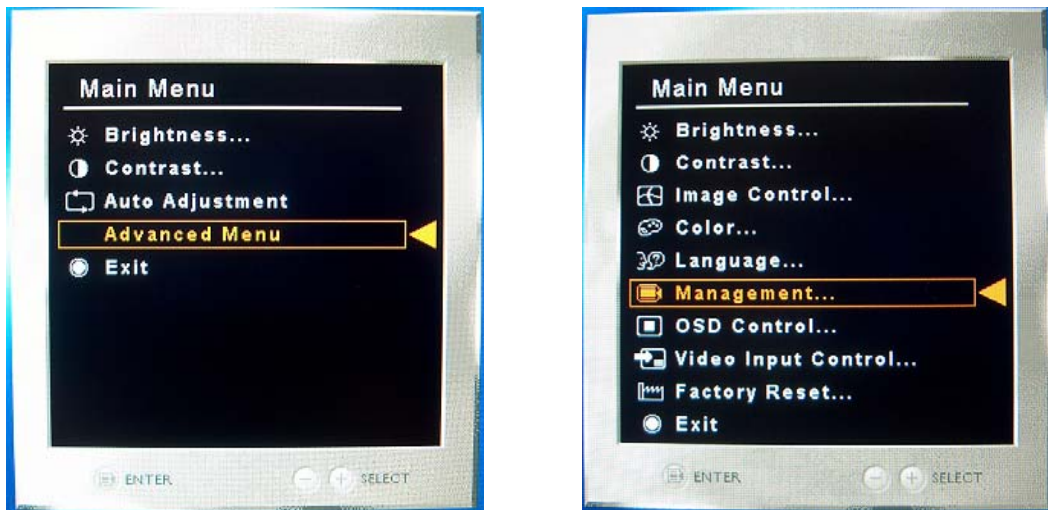 Main Menu
Brightness...
Contrast...
Auto Adjustment
Advanced Menu
Exit
ENTER
SELECT
Main Menu
Brightness...
Contrast...
Image Control...
Color...
Language...
Management...
OSD Control...
Video Input Control...
Factory Reset...
Exit
ENTER
SELECT